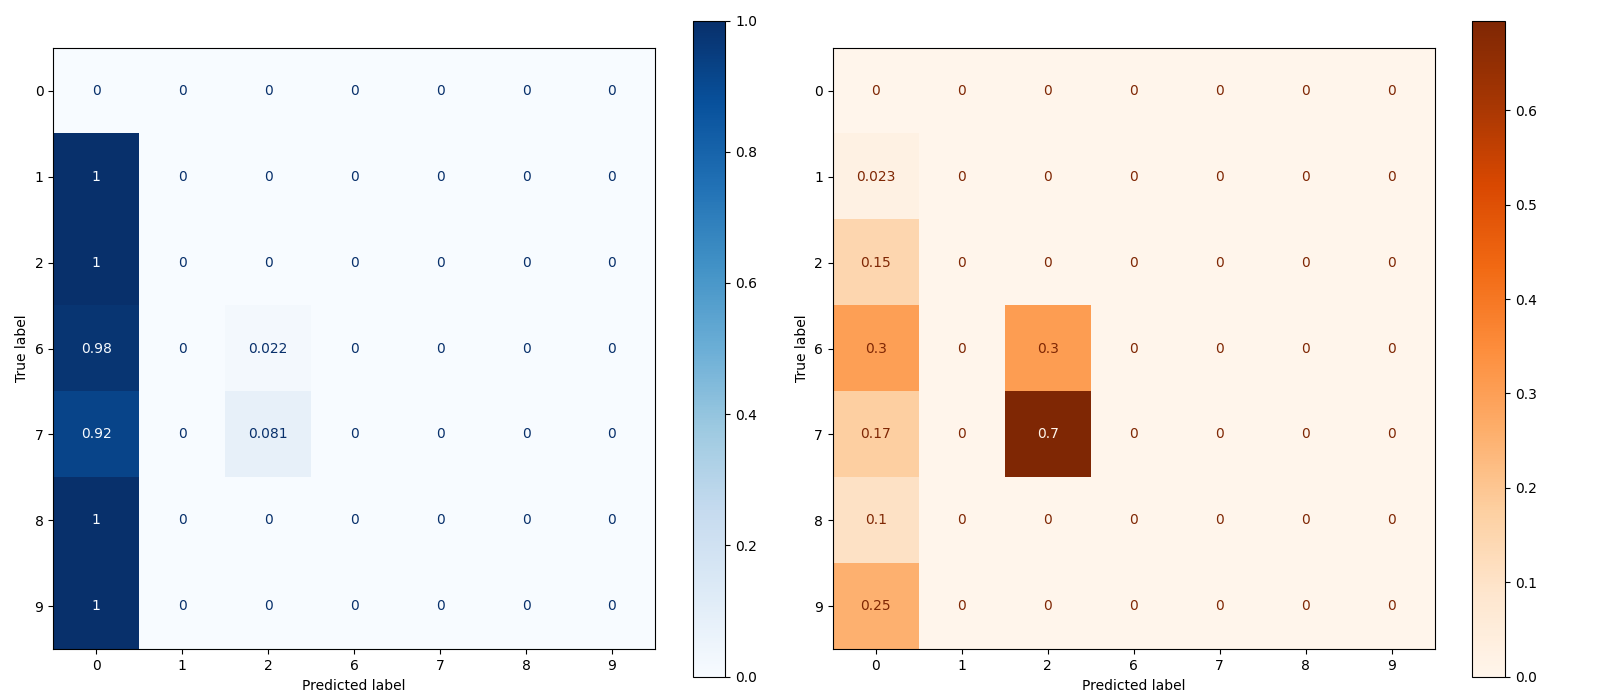 0 0 0 0 0 0 0 0
1 1 0 0 0 0 0 0
2 1 0 0 0 0 0 0
6 0.98 0 0.022 0 0 0 0
7 0.92 0 0.081 0 0 0 0
8 1 0 0 0 0 0 0
9 1 0 0 0 0 0 0
0 1 2 6 7 8 9
True label
Predicted label
1.0
0.8
0.6
0.4
0.2
0.0
0 0 0 0 0 0 0 0
1 0.023 0 0 0 0 0 0
2 0.15 0 0 0 0 0 0
6 0.3 0 0.3 0 0 0 0
7 0.17 0 0.7 0 0 0 0
8 0.1 0 0 0 0 0 0
9 0.25 0 0 0 0 0 0
0 1 2 6 7 8 9
True label
Predicted label
0.6
0.5
0.4
0.3
0.2
0.1
0.0